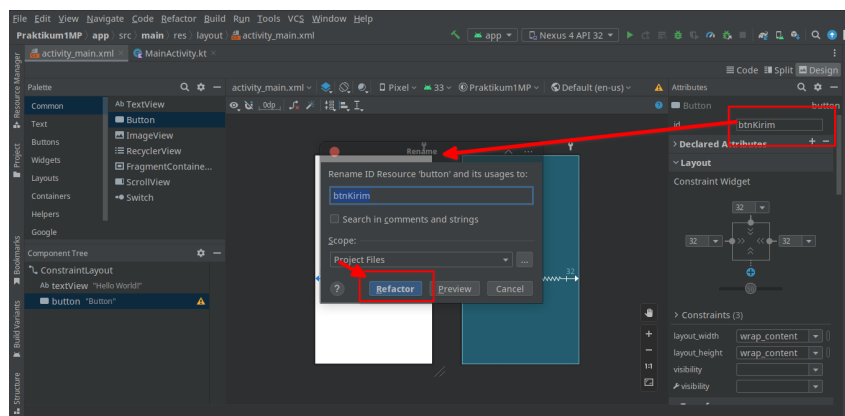 File Edit View Navigate Code Refactor Build Run Tools VCS Window Help
Praktikum1MP app src main res layout activity_main.xml
app Nexus 4 API 32
activity_main.xml MainActivity.kt
Code Split Design
Resource Manager
Project
Bookmarks
Build Variants
Structure
Palette
Common
Text
Buttons
Widgets
Layouts
Containers
Helpers
Google
Ab TextView
Button
ImageView
RecyclerView
FragmentContaine...
ScrollView
Switch
Component Tree
ConstraintLayout
Ab textView "Hello World!"
button "Button"
activity_main.xml Pixel 33 Praktikum1MP Default (en-us)
0dp
Rename
Rename ID Resource 'button' and its usages to:
btnKirim
Search in comments and strings
Scope:
Project Files
...
? Refactor Preview Cancel
32
1:1
Attributes
Button button
id btnKirim
Declared Attributes + −
Layout
Constraint Widget
32
32 32
Constraints (3)
layout_width wrap_content
layout_height wrap_content
visibility
visibility